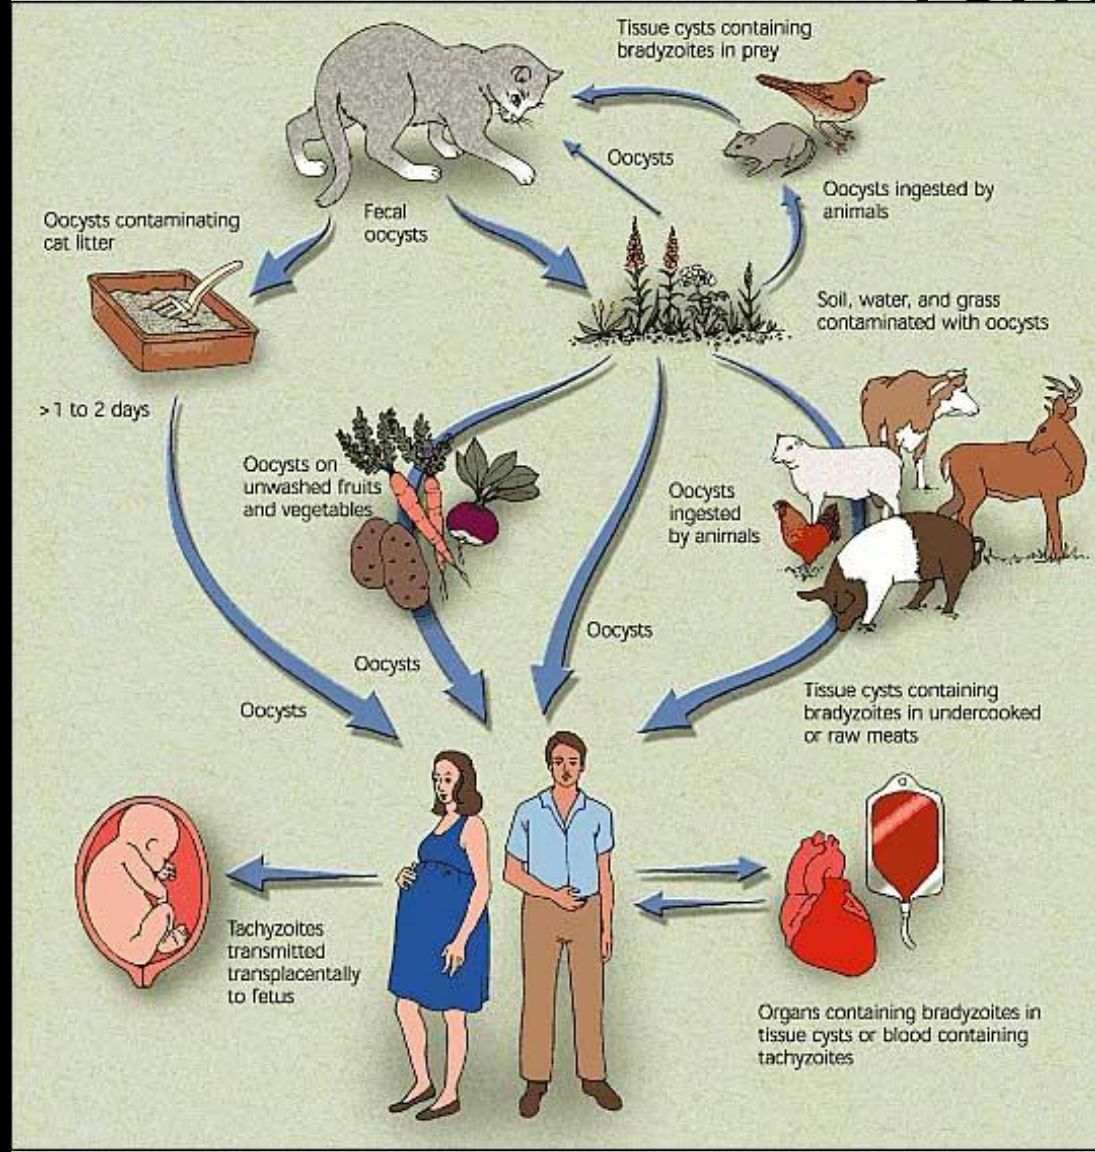 Tissue cysts containing
bradyzoites in prey
Oocysts
Oocysts ingested by
animals
Oocysts contaminating
cat litter
Fecal
oocysts
Soil, water, and grass
contaminated with oocysts
>1 to 2 days
Oocysts on
unwashed fruits
and vegetables
Oocysts
ingested
by animals
Oocysts
Oocysts
Oocysts
Tissue cysts containing
bradyzoites in undercooked
or raw meats
Tachyzoites
transmitted
transplacentally
to fetus
Organs containing bradyzoites in
tissue cysts or blood containing
tachyzoites